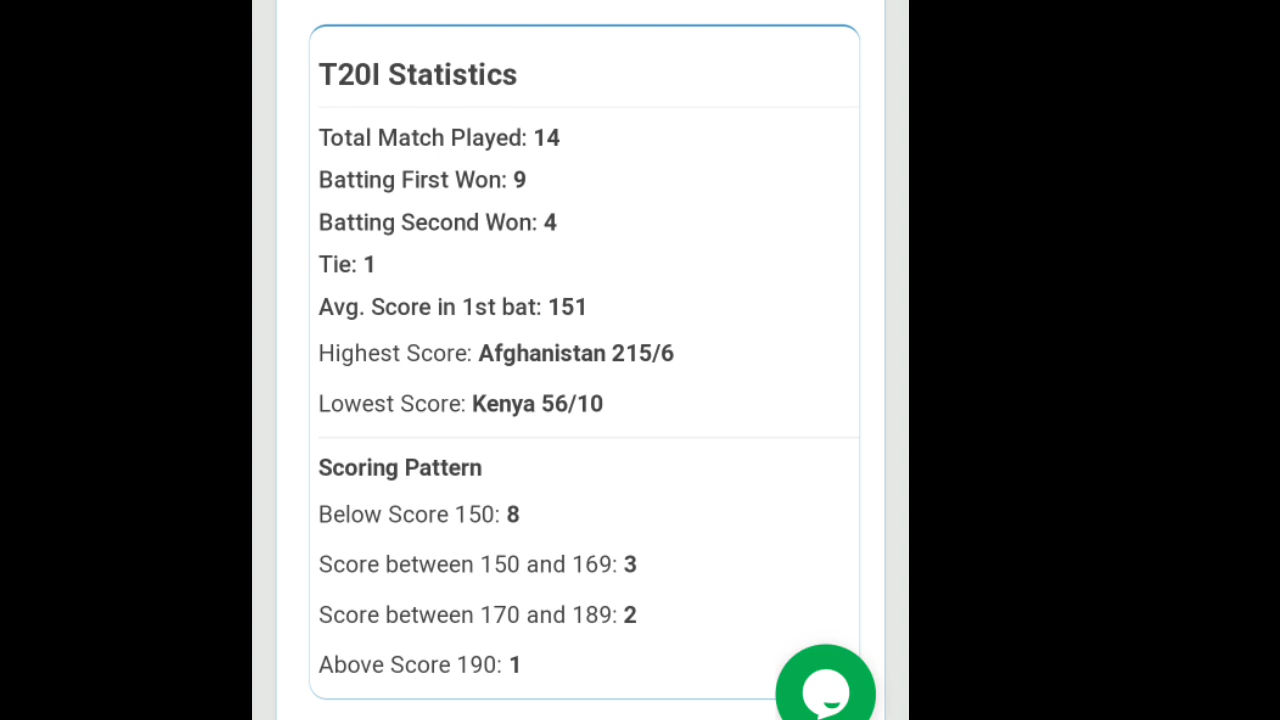 T20I Statistics
Total Match Played: 14
Batting First Won: 9
Batting Second Won: 4
Tie: 1
Avg. Score in 1st bat: 151
Highest Score: Afghanistan 215/6
Lowest Score: Kenya 56/10
Scoring Pattern
Below Score 150: 8
Score between 150 and 169: 3
Score between 170 and 189: 2
Above Score 190: 1